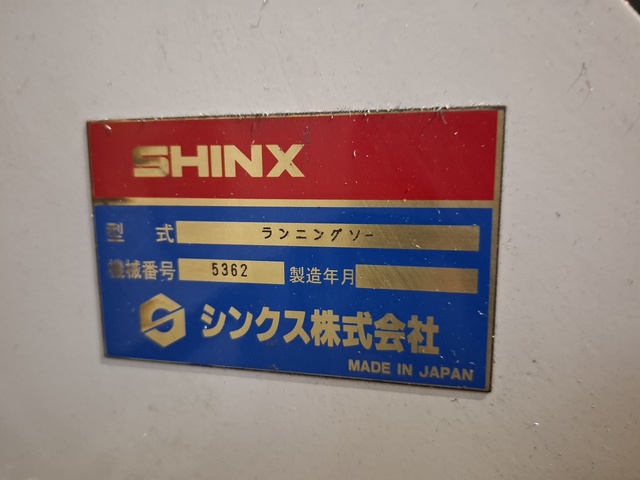 SHINX
型 式 ランニングソー
機械番号 5362 製造年月
シンクス株式会社
MADE IN JAPAN